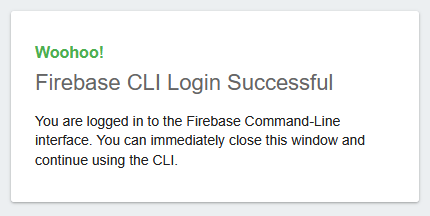 Woohoo!
Firebase CLI Login Successful
You are logged in to the Firebase Command-Line
interface. You can immediately close this window and
continue using the CLI.